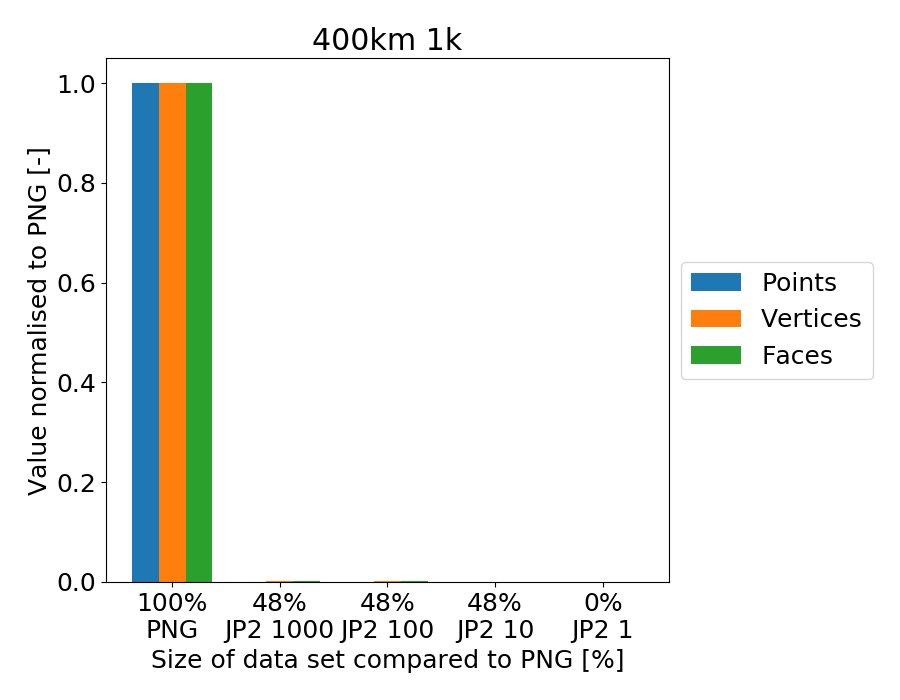 400km 1k
Value normalised to PNG [-]
1.0
0.8
0.6
0.4
0.2
0.0
100% 48% 48% 48% 0%
PNG JP2 1000 JP2 100 JP2 10 JP2 1
Size of data set compared to PNG [%]
Points
Vertices
Faces